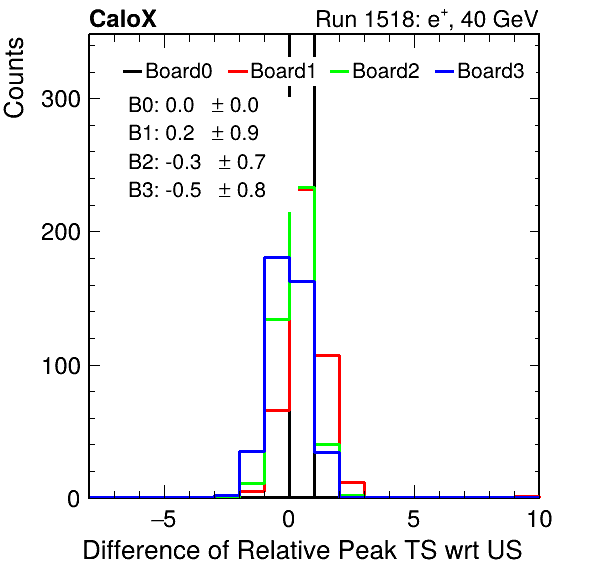 CaloX Run 1518: e⁺, 40 GeV
Counts
Board0 Board1 Board2 Board3
B0: 0.0 ± 0.0
B1: 0.2 ± 0.9
B2: -0.3 ± 0.7
B3: -0.5 ± 0.8
300
200
100
0
−5 0 5 10
Difference of Relative Peak TS wrt US